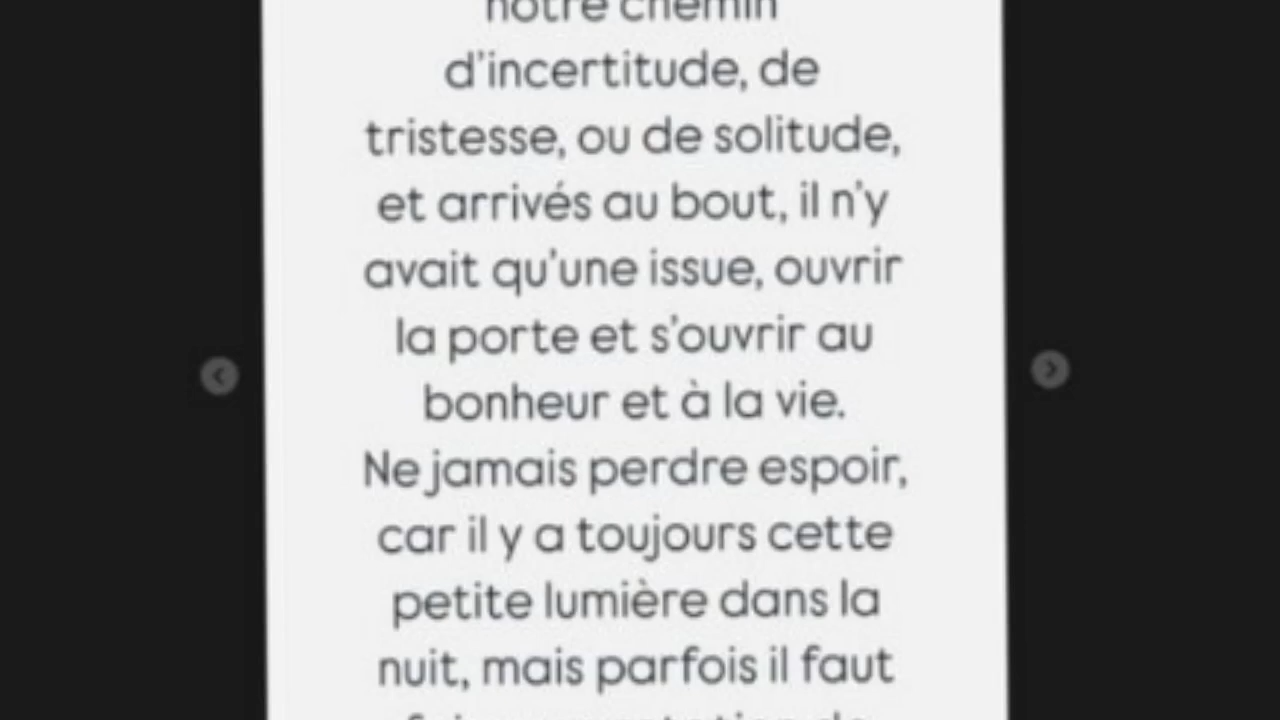 notre chemin
d'incertitude, de
tristesse, ou de solitude,
et arrivés au bout, il n'y
avait qu'une issue, ouvrir
la porte et s'ouvrir au
bonheur et à la vie.
Ne jamais perdre espoir,
car il y a toujours cette
petite lumière dans la
nuit, mais parfois il faut